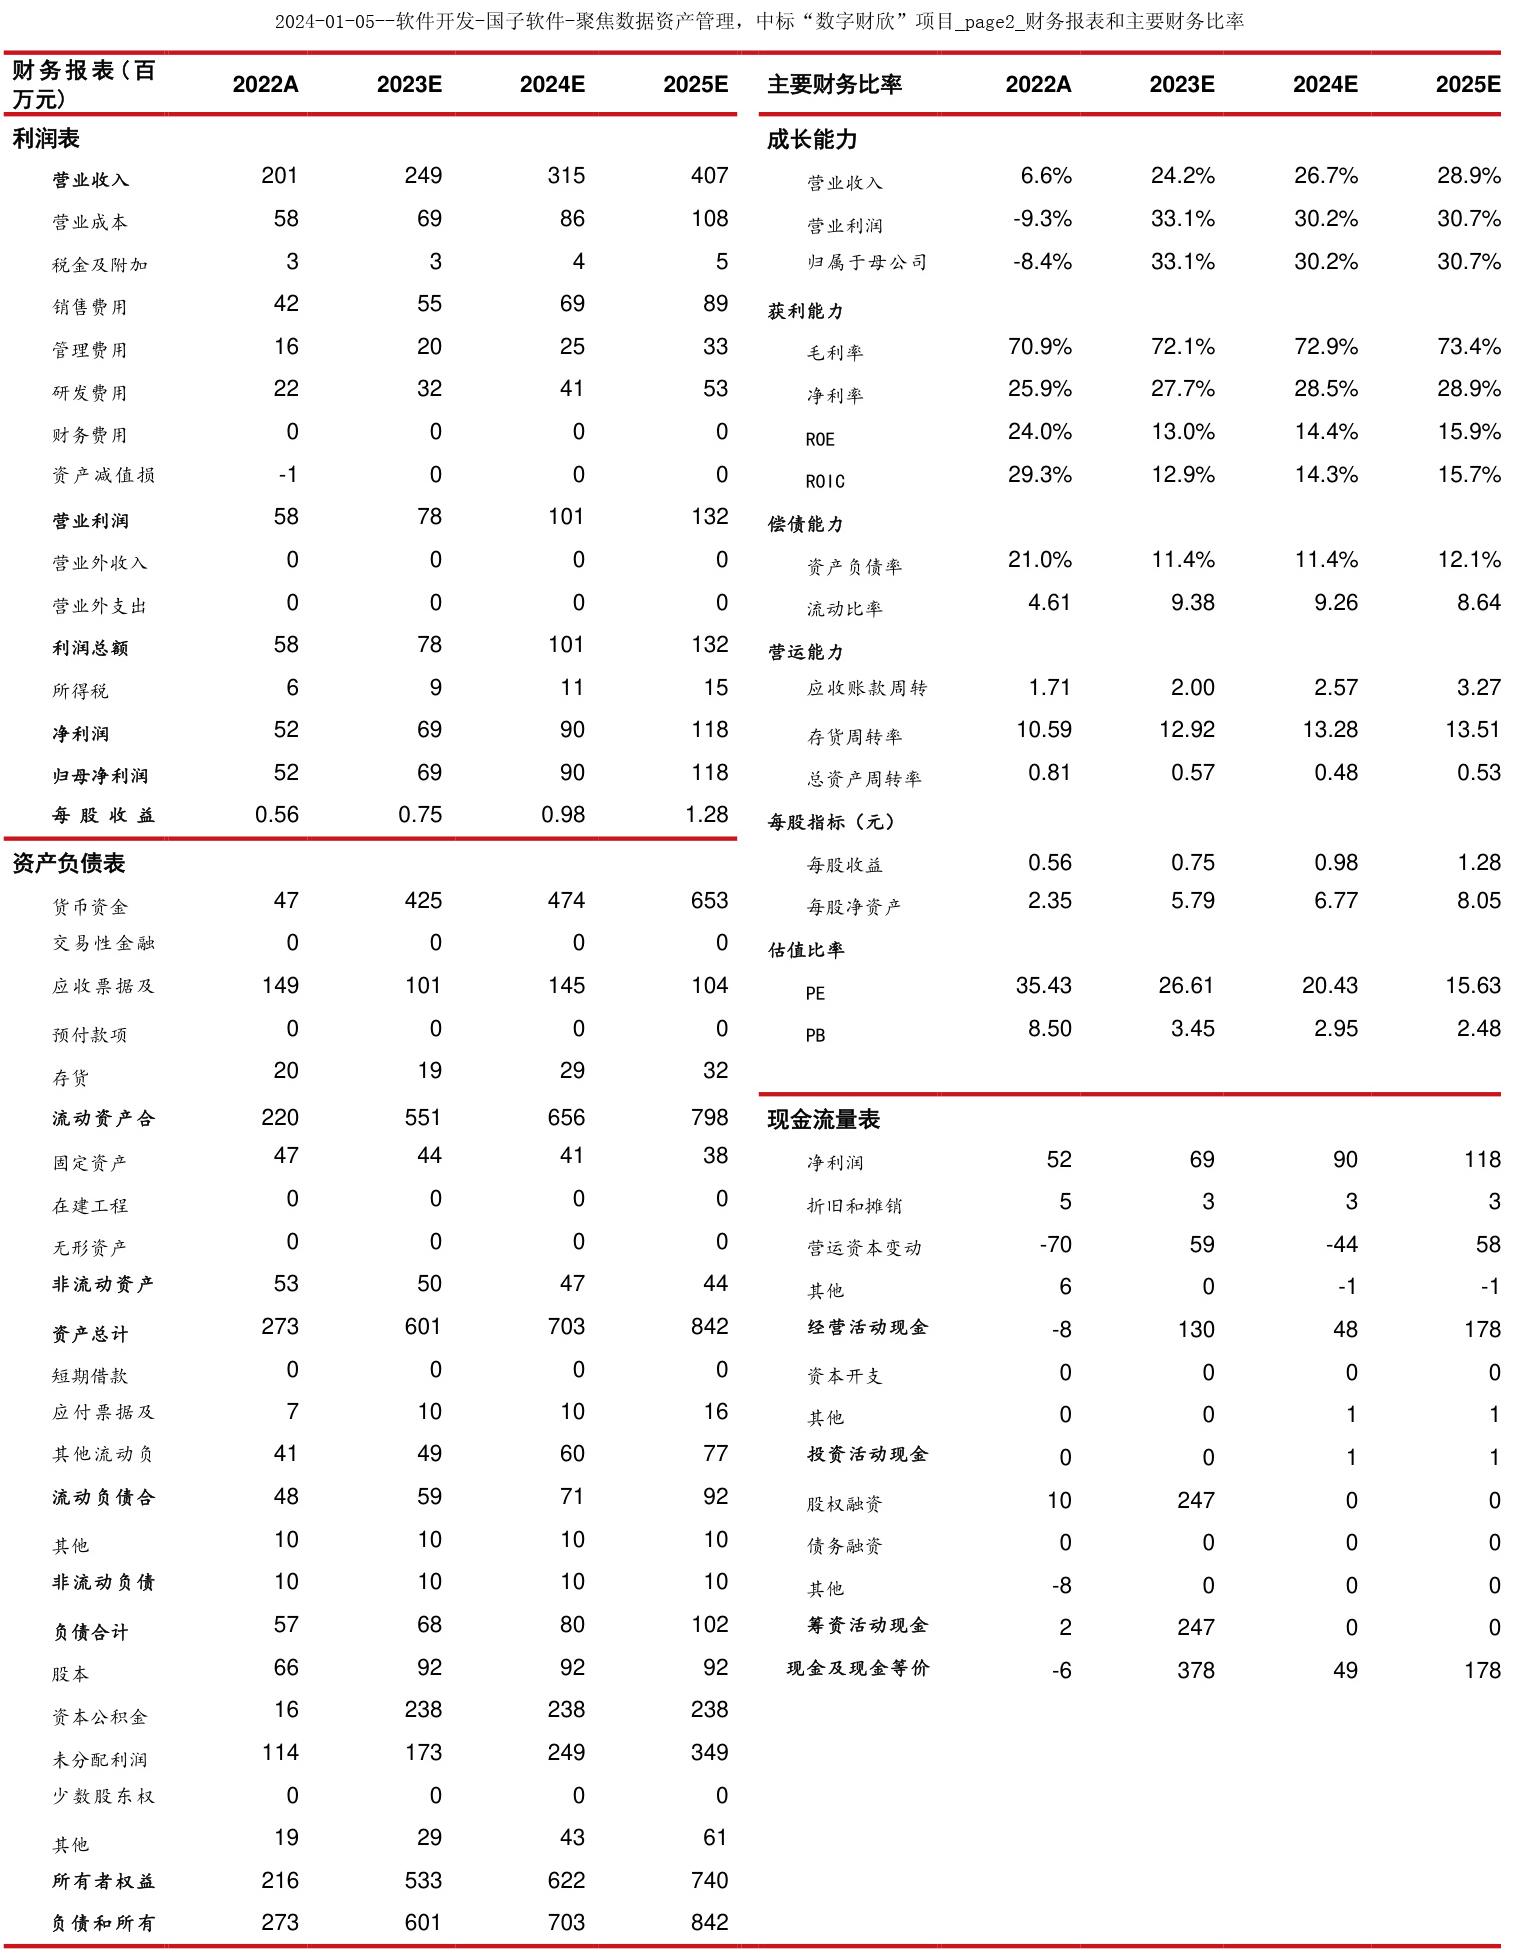 2024-01-05--软件开发-国子软件-聚焦数据资产管理，中标“数字财欣”项目_page2_财务报表和主要财务比率
财务报表(百万元) 2022A 2023E 2024E 2025E
利润表
营业收入 201 249 315 407
营业成本 58 69 86 108
税金及附加 3 3 4 5
销售费用 42 55 69 89
管理费用 16 20 25 33
研发费用 22 32 41 53
财务费用 0 0 0 0
资产减值损 -1 0 0 0
营业利润 58 78 101 132
营业外收入 0 0 0 0
营业外支出 0 0 0 0
利润总额 58 78 101 132
所得税 6 9 11 15
净利润 52 69 90 118
归母净利润 52 69 90 118
每股收益 0.56 0.75 0.98 1.28
资产负债表
货币资金 47 425 474 653
交易性金融 0 0 0 0
应收票据及 149 101 145 104
预付款项 0 0 0 0
存货 20 19 29 32
流动资产合 220 551 656 798
固定资产 47 44 41 38
在建工程 0 0 0 0
无形资产 0 0 0 0
非流动资产 53 50 47 44
资产总计 273 601 703 842
短期借款 0 0 0 0
应付票据及 7 10 10 16
其他流动负 41 49 60 77
流动负债合 48 59 71 92
其他 10 10 10 10
非流动负债 10 10 10 10
负债合计 57 68 80 102
股本 66 92 92 92
资本公积金 16 238 238 238
未分配利润 114 173 249 349
少数股东权 0 0 0 0
其他 19 29 43 61
所有者权益 216 533 622 740
负债和所有 273 601 703 842
主要财务比率 2022A 2023E 2024E 2025E
成长能力
营业收入 6.6% 24.2% 26.7% 28.9%
营业利润 -9.3% 33.1% 30.2% 30.7%
归属于母公司 -8.4% 33.1% 30.2% 30.7%
获利能力
毛利率 70.9% 72.1% 72.9% 73.4%
净利率 25.9% 27.7% 28.5% 28.9%
ROE 24.0% 13.0% 14.4% 15.9%
ROIC 29.3% 12.9% 14.3% 15.7%
偿债能力
资产负债率 21.0% 11.4% 11.4% 12.1%
流动比率 4.61 9.38 9.26 8.64
营运能力
应收账款周转 1.71 2.00 2.57 3.27
存货周转率 10.59 12.92 13.28 13.51
总资产周转率 0.81 0.57 0.48 0.53
每股指标（元）
每股收益 0.56 0.75 0.98 1.28
每股净资产 2.35 5.79 6.77 8.05
估值比率
PE 35.43 26.61 20.43 15.63
PB 8.50 3.45 2.95 2.48
现金流量表
净利润 52 69 90 118
折旧和摊销 5 3 3 3
营运资本变动 -70 59 -44 58
其他 6 0 -1 -1
经营活动现金 -8 130 48 178
资本开支 0 0 0 0
其他 0 0 1 1
投资活动现金 0 0 1 1
股权融资 10 247 0 0
债务融资 0 0 0 0
其他 -8 0 0 0
筹资活动现金 2 247 0 0
现金及现金等价 -6 378 49 178